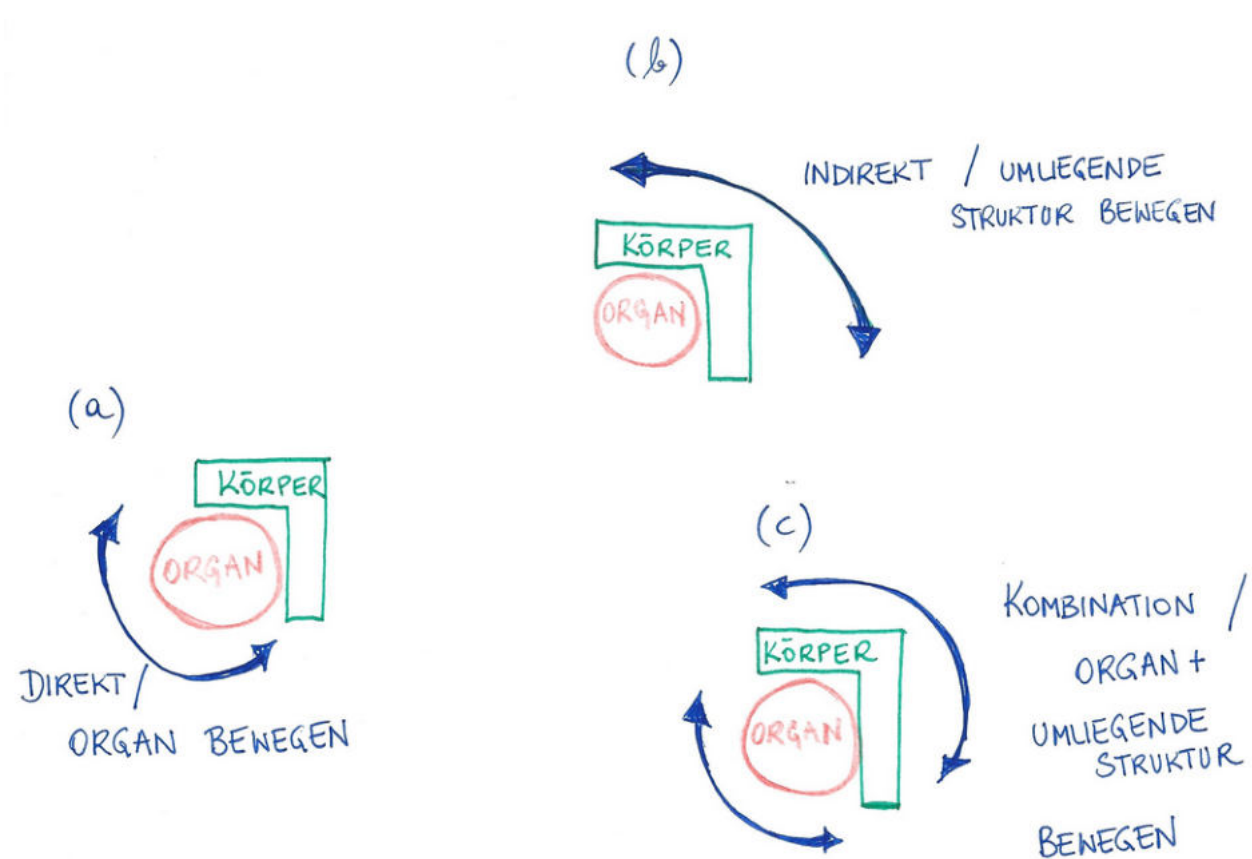 (b)
INDIREKT / UMLIEGENDE
STRUKTUR BEWEGEN
KÖRPER
ORGAN
(a)
KÖRPER
ORGAN
DIREKT/
ORGAN BEWEGEN
(c)
KÖRPER
ORGAN
KOMBINATION /
ORGAN +
UMLIEGENDE
STRUKTUR
BEWEGEN